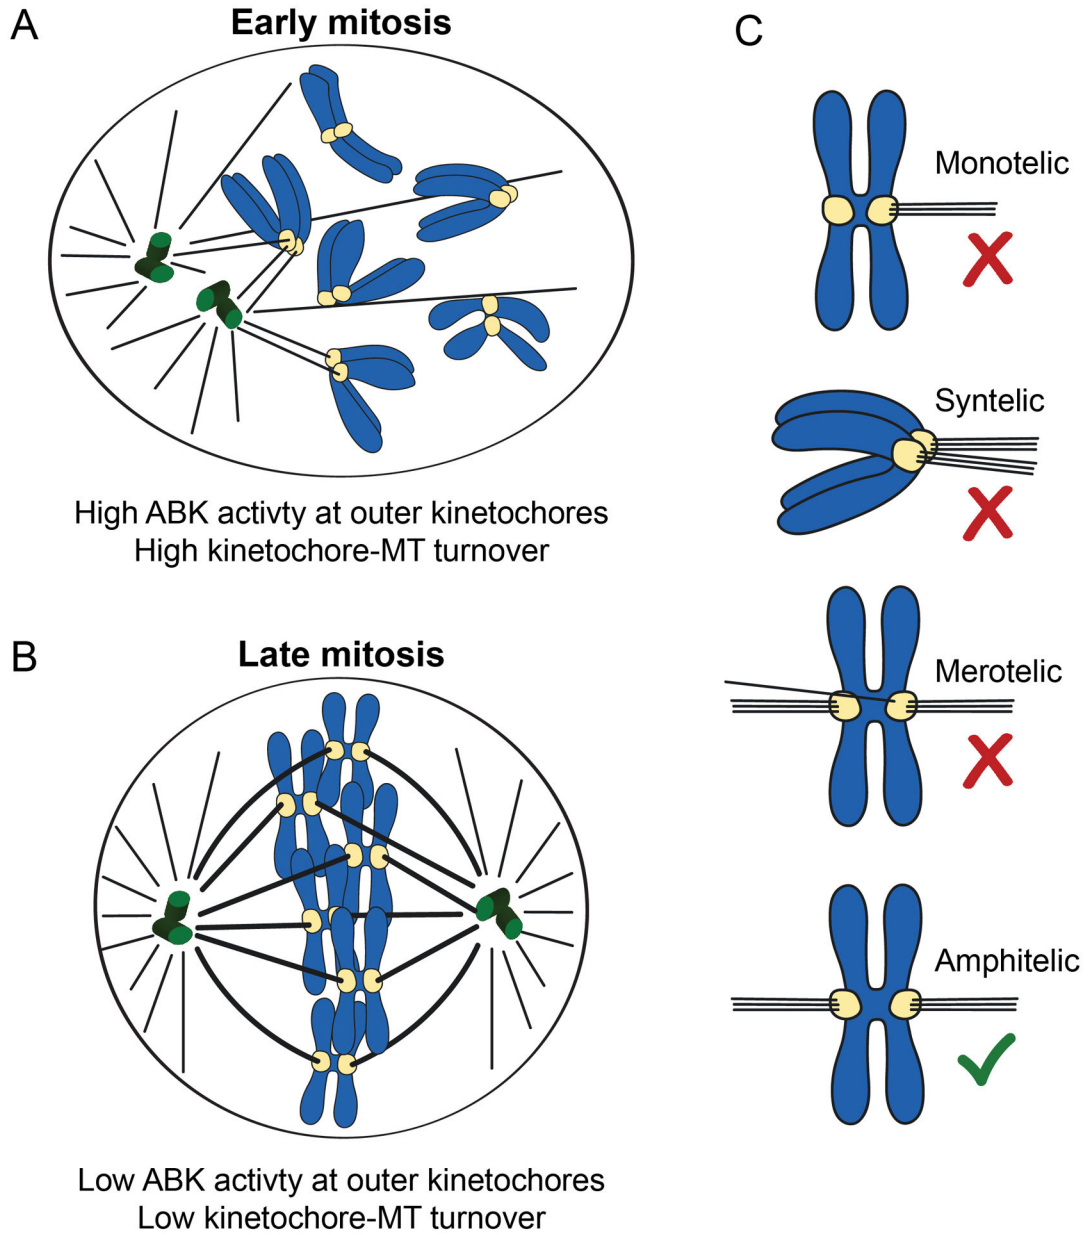 A
Early mitosis
High ABK activty at outer kinetochores
High kinetochore-MT turnover
B
Late mitosis
Low ABK activty at outer kinetochores
Low kinetochore-MT turnover
C
Monotelic
Syntelic
Merotelic
Amphitelic